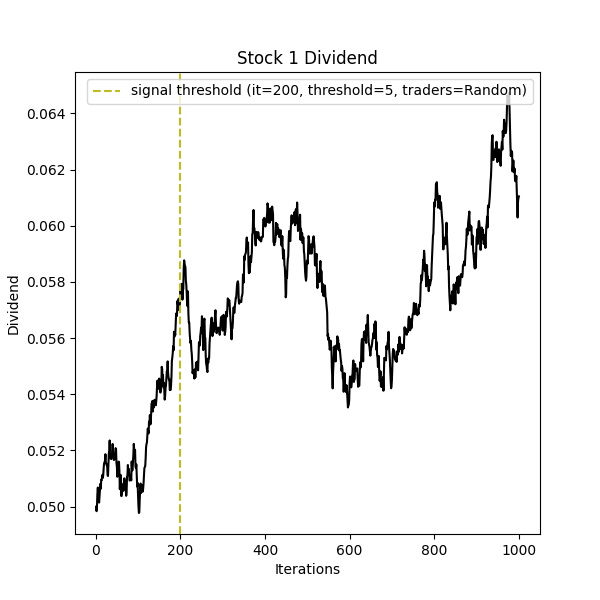 Stock 1 Dividend
signal threshold (it=200, threshold=5, traders=Random)
0.064
0.062
0.060
0.058
0.056
0.054
0.052
0.050
Dividend
0 200 400 600 800 1000
Iterations